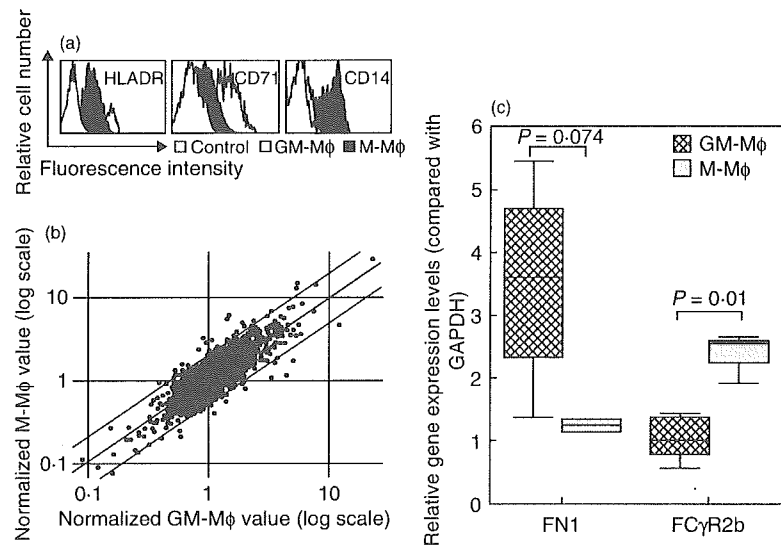 (a)
Relative cell number
HLADR
CD71
CD14
Fluorescence intensity
Control GM-Mϕ M-Mϕ
(b)
Normalized M-Mϕ value (log scale)
10
1
0·1
0·1 1 10
Normalized GM-Mϕ value (log scale)
(c)
Relative gene expression levels (compared with
GAPDH)
6
5
4
3
2
1
0
P = 0·074
P = 0·01
GM-Mϕ
M-Mϕ
FN1 FCγR2b